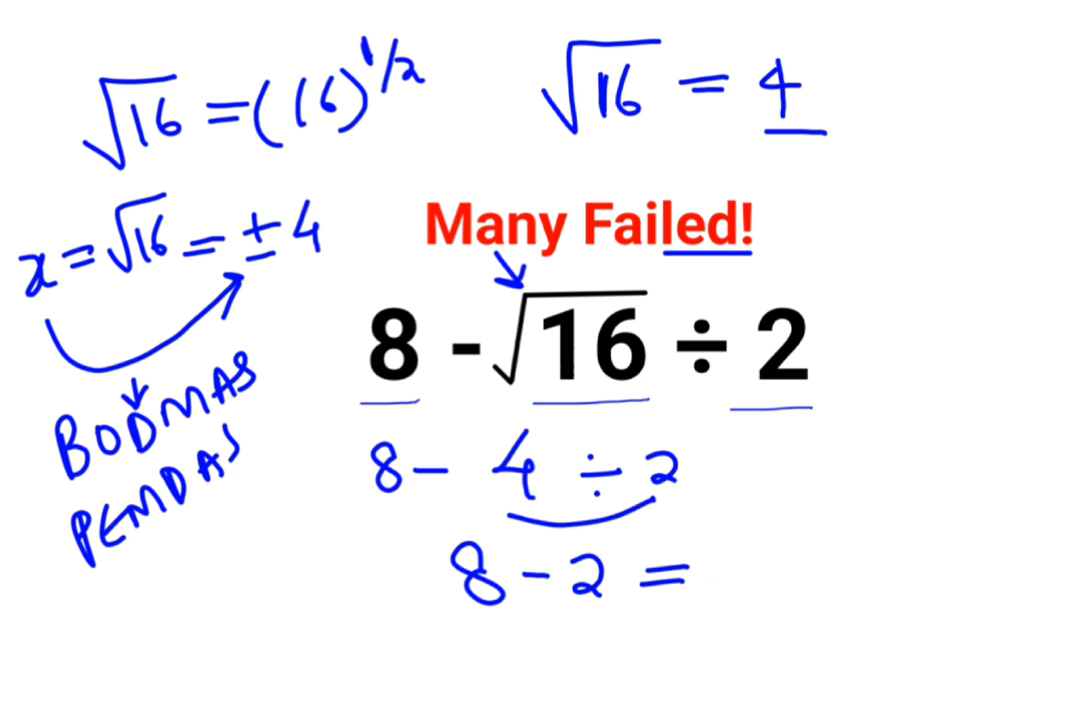 √16 = (16)^1/2
√16 = 4
x = √16 = ±4
Many Failed!
8 - √16 ÷ 2
BODMAS
PEMDAS
8 - 4 ÷ 2
8 - 2 =